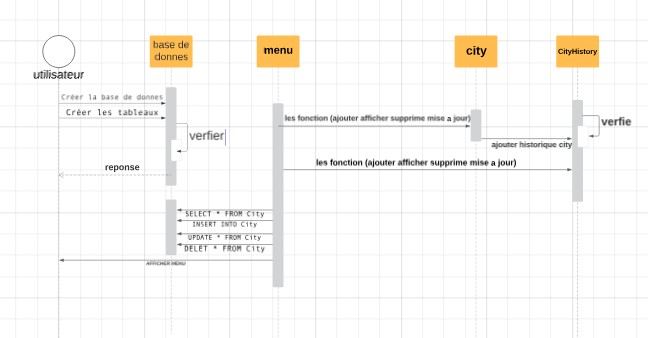 utilisateur
base de
donnes
menu
city
CityHistory
Créer la base de donnes
Créer les tableaux
verfier
reponse
les fonction (ajouter afficher supprime mise a jour)
verfie
ajouter historique city
les fonction (ajouter afficher supprime mise a jour)
SELECT * FROM City
INSERT INTO City
UPDATE * FROM City
DELET * FROM City
AFFICHER MENU